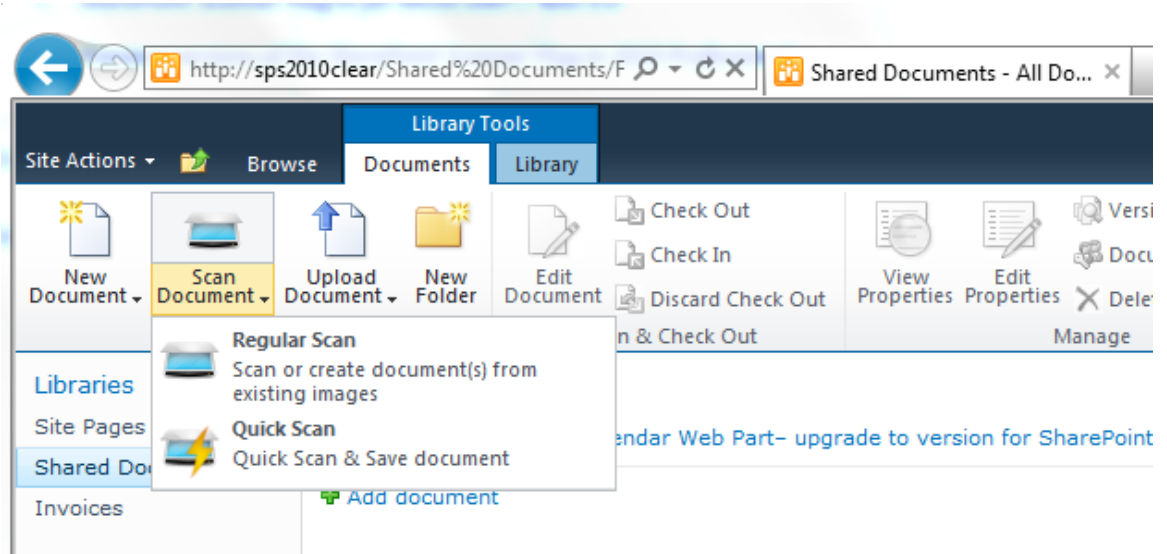 http://sps2010clear/Shared%20Documents/F
Shared Documents - All Do...
Library Tools
Site Actions
Browse
Documents
Library
New Document
Scan Document
Upload Document
New Folder
Edit Document
Check Out
Check In
Discard Check Out
n & Check Out
View Properties
Edit Properties
Versi
Docu
Delet
Manage
Regular Scan
Scan or create document(s) from
existing images
Quick Scan
Quick Scan & Save document
Libraries
Site Pages
Shared Do
Invoices
endar Web Part– upgrade to version for SharePoint
Add document